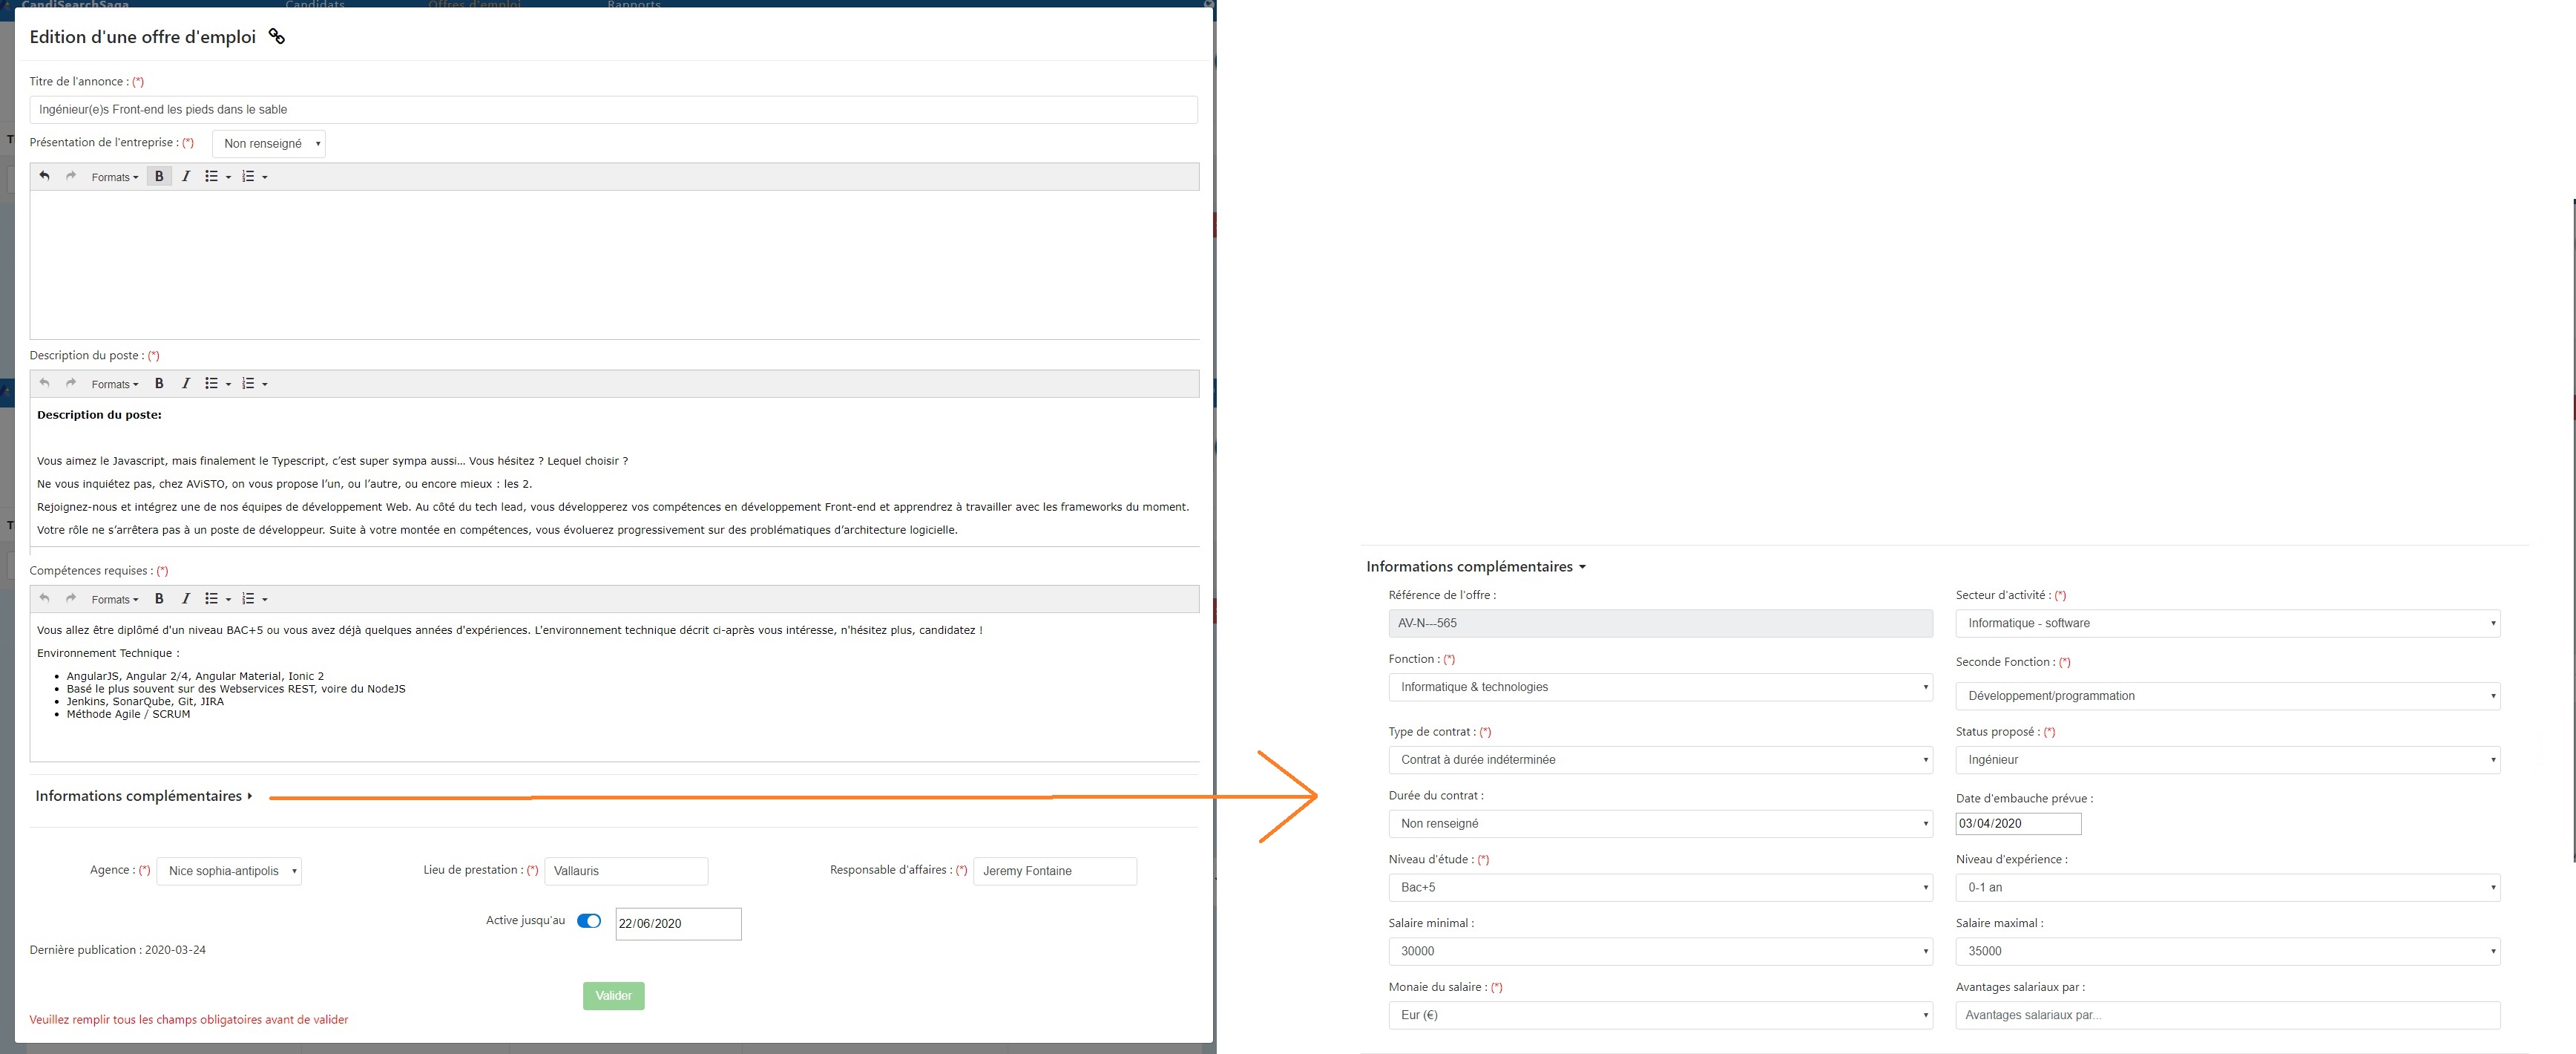 CandiSearchSaga Candidats Offres d'emploi Rapports
Edition d'une offre d'emploi
Titre de l'annonce : (*)
Ingénieur(e)s Front-end les pieds dans le sable
Présentation de l'entreprise : (*) Non renseigné
Formats B I
Description du poste : (*)
Formats B I
Description du poste:
Vous aimez le Javascript, mais finalement le Typescript, c’est super sympa aussi… Vous hésitez ? Lequel choisir ?
Ne vous inquiétez pas, chez AViSTO, on vous propose l’un, ou l’autre, ou encore mieux : les 2.
Rejoignez-nous et intégrez une de nos équipes de développement Web. Au côté du tech lead, vous développerez vos compétences en développement Front-end et apprendrez à travailler avec les frameworks du moment.
Votre rôle ne s’arrêtera pas à un poste de développeur. Suite à votre montée en compétences, vous évoluerez progressivement sur des problématiques d’architecture logicielle.
Compétences requises : (*)
Formats B I
Vous allez être diplômé d'un niveau BAC+5 ou vous avez déjà quelques années d'expériences. L'environnement technique décrit ci-après vous intéresse, n'hésitez plus, candidatez !
Environnement Technique :
• AngularJS, Angular 2/4, Angular Material, Ionic 2
• Basé le plus souvent sur des Webservices REST, voire du NodeJS
• Jenkins, SonarQube, Git, JIRA
• Méthode Agile / SCRUM
Informations complémentaires
Agence : (*) Nice sophia-antipolis Lieu de prestation : (*) Vallauris Responsable d'affaires : (*) Jeremy Fontaine
Active jusqu'au 22/06/2020
Dernière publication : 2020-03-24
Valider
Veuillez remplir tous les champs obligatoires avant de valider
Informations complémentaires
Référence de l'offre : Secteur d'activité : (*)
AV-N---565 Informatique - software
Fonction : (*) Seconde Fonction : (*)
Informatique & technologies Développement/programmation
Type de contrat : (*) Status proposé : (*)
Contrat à durée indéterminée Ingénieur
Durée du contrat : Date d'embauche prévue :
Non renseigné 03/04/2020
Niveau d'étude : (*) Niveau d'expérience :
Bac+5 0-1 an
Salaire minimal : Salaire maximal :
30000 35000
Monaie du salaire : (*) Avantages salariaux par :
Eur (€) Avantages salariaux par...